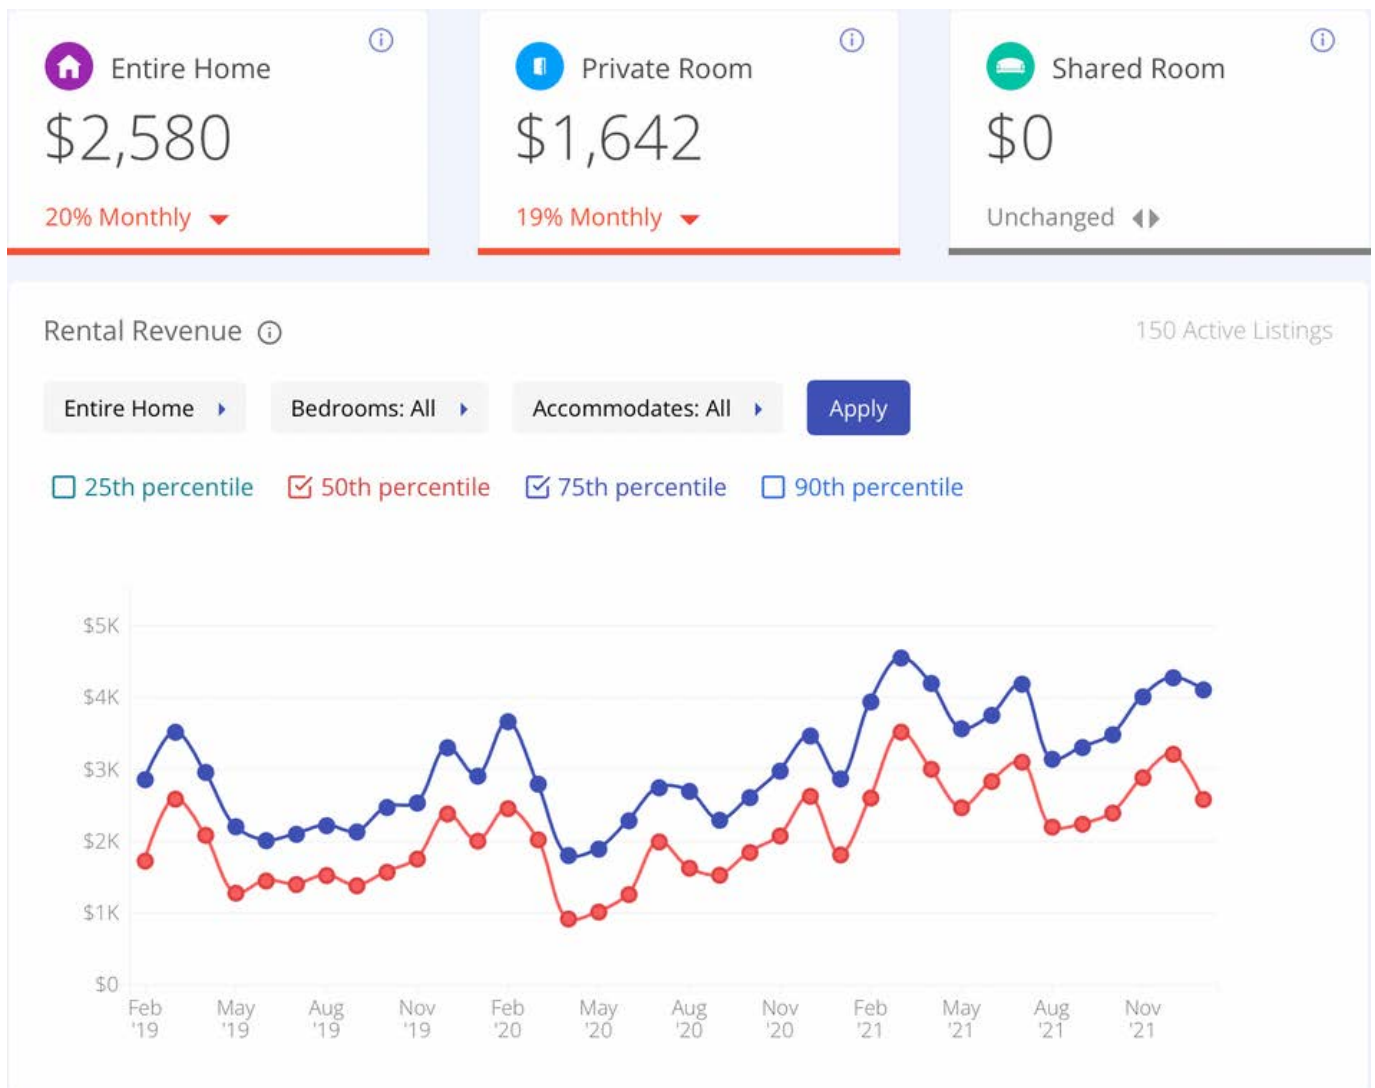 Entire Home
$2,580
20% Monthly
Private Room
$1,642
19% Monthly
Shared Room
$0
Unchanged
Rental Revenue
150 Active Listings
Entire Home
Bedrooms: All
Accommodates: All
Apply
25th percentile
50th percentile
75th percentile
90th percentile
$5K
$4K
$3K
$2K
$1K
$0
Feb '19
May '19
Aug '19
Nov '19
Feb '20
May '20
Aug '20
Nov '20
Feb '21
May '21
Aug '21
Nov '21